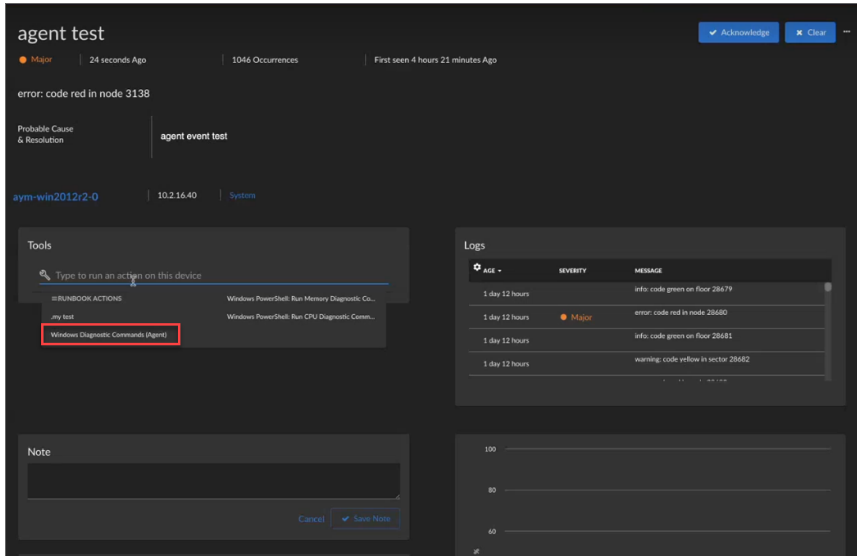 agent test
Acknowledge
Clear
Major
24 seconds Ago
1046 Occurrences
First seen 4 hours 21 minutes Ago
error: code red in node 3138
Probable Cause
& Resolution
agent event test
aym-win2012r2-0
10.2.16.40
System
Tools
Type to run an action on this device
RUNBOOK ACTIONS
Windows PowerShell: Run Memory Diagnostic Co...
.my test
Windows PowerShell: Run CPU Diagnostic Comm...
Windows Diagnostic Commands (Agent)
Logs
AGE
SEVERITY
MESSAGE
1 day 12 hours
info: code green on floor 28679
1 day 12 hours
Major
error: code red in node 28680
1 day 12 hours
info: code green on floor 28681
1 day 12 hours
warning: code yellow in sector 28682
Note
Cancel
Save Note
100
80
60
%